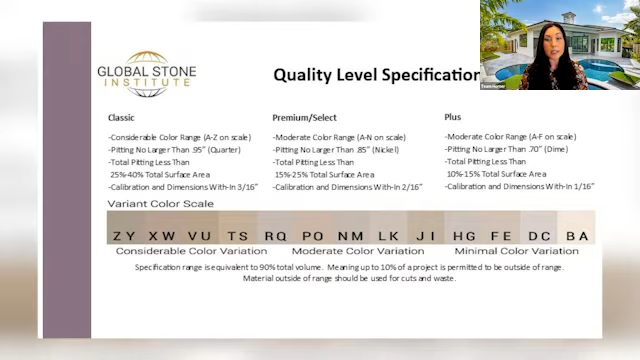 GLOBAL STONE
INSTITUTE
Quality Level Specification
Classic
-Considerable Color Range (A-Z on scale)
-Pitting No Larger Than .95" (Quarter)
-Total Pitting Less Than
25%-40% Total Surface Area
-Calibration and Dimensions With-In 3/16"
Premium/Select
-Moderate Color Range (A-N on scale)
-Pitting No Larger Than .85" (Nickel)
-Total Pitting Less Than
15%-25% Total Surface Area
-Calibration and Dimensions With-In 2/16"
Plus
-Moderate Color Range (A-F on scale)
-Pitting No Larger Than .70" (Dime)
-Total Pitting Less Than
10%-15% Total Surface Area
-Calibration and Dimensions With-In 1/16"
Variant Color Scale
ZY XW VU TS RQ PO NM LK JI HG FE DC BA
Considerable Color Variation Moderate Color Variation Minimal Color Variation
Specification range is equivalent to 90% total volume. Meaning up to 10% of a project is permitted to be outside of range.
Material outside of range should be used for cuts and waste.